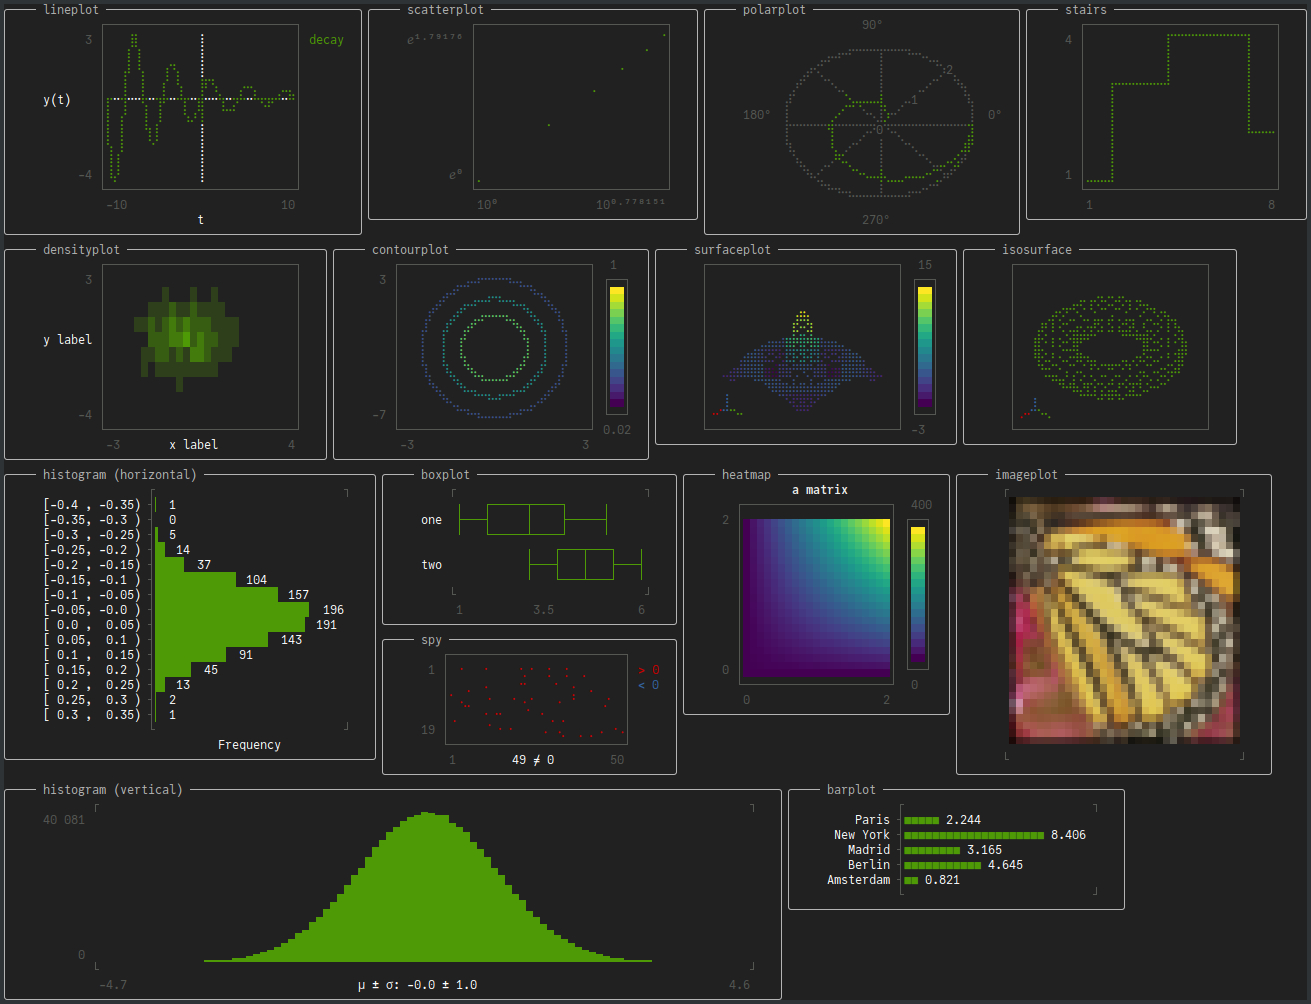 lineplot
3
decay
y(t)
-4
-10 10
t
scatterplot
e^1.79176
e^0
10^0 10^0.778151
polarplot
90°
2
1
180° 0 0°
270°
stairs
4
1
1 8
densityplot
3
y label
-4
-3 x label 4
contourplot
1
3
-7
0.02
-3 3
surfaceplot
15
-3
isosurface
histogram (horizontal)
[-0.4 , -0.35) 1
[-0.35, -0.3 ) 0
[-0.3 , -0.25) 5
[-0.25, -0.2 ) 14
[-0.2 , -0.15) 37
[-0.15, -0.1 ) 104
[-0.1 , -0.05) 157
[-0.05, -0.0 ) 196
[ 0.0 , 0.05) 191
[ 0.05, 0.1 ) 143
[ 0.1 , 0.15) 91
[ 0.15, 0.2 ) 45
[ 0.2 , 0.25) 13
[ 0.25, 0.3 ) 2
[ 0.3 , 0.35) 1
Frequency
boxplot
one
two
1 3.5 6
spy
1 > 0
< 0
19
1 49 ≠ 0 50
heatmap
a matrix
400
2
0
0
0 2
imageplot
histogram (vertical)
40 081
0
-4.7 μ ± σ: -0.0 ± 1.0 4.6
barplot
Paris 2.244
New York 8.406
Madrid 3.165
Berlin 4.645
Amsterdam 0.821